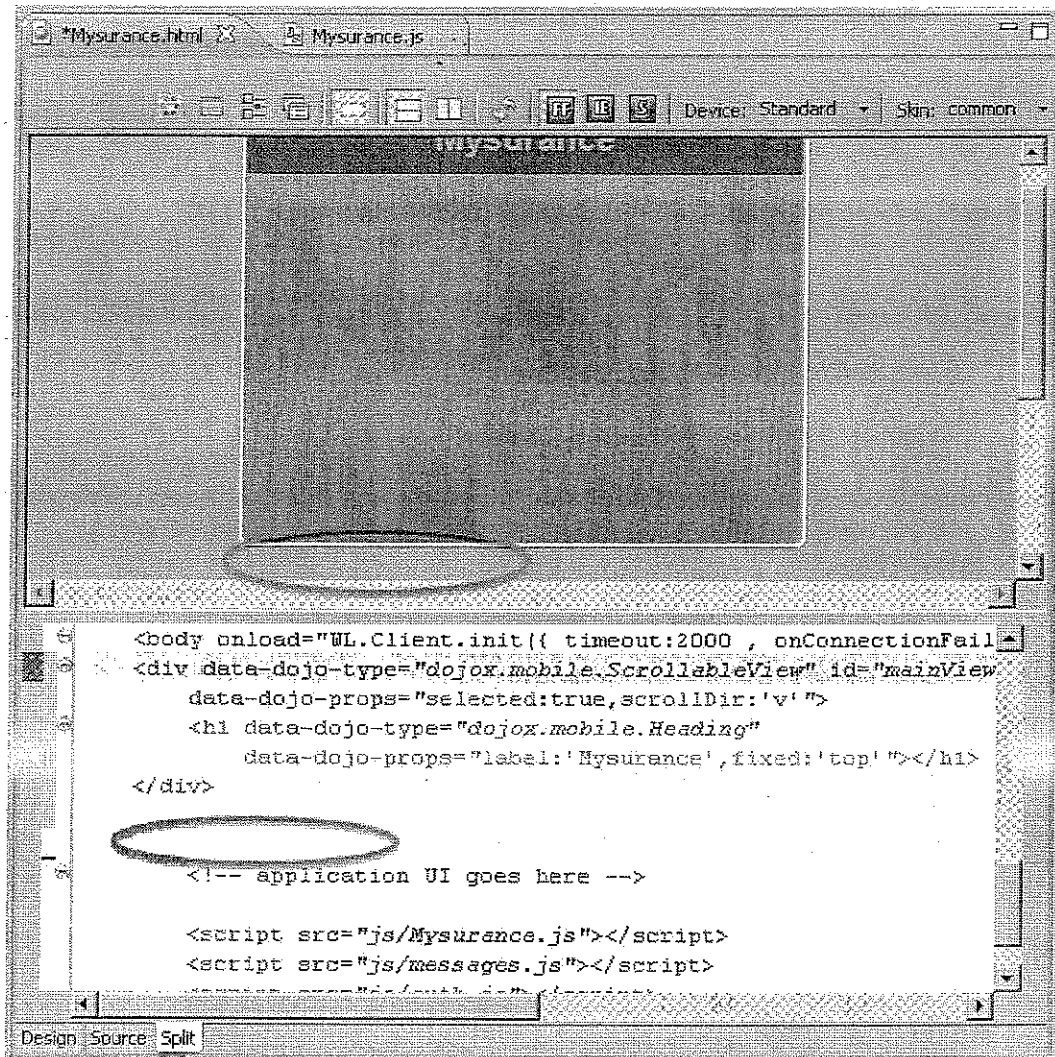 *Mysurance.html Mysurance.js
FF IE Device: Standard Skin: common
Mysurance
<body onload="WL.Client.init({ timeout:2000 , onConnectionFail
<div data-dojo-type="dojox.mobile.ScrollableView" id="mainView
data-dojo-props="selected:true,scrollDir:'v'">
<h1 data-dojo-type="dojox.mobile.Heading"
data-dojo-props="label:'Mysurance',fixed:'top'"></h1>
</div>
<!-- application UI goes here -->
<script src="js/Mysurance.js"></script>
<script src="js/messages.js"></script>
Design Source Split